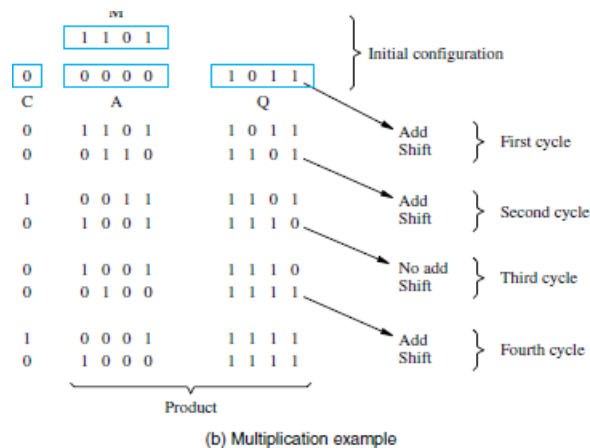 M
1 1 0 1
Initial configuration
0 0 0 0 0 1 0 1 1
C A Q
0 1 1 0 1 1 0 1 1 Add
First cycle
0 0 1 1 0 1 1 0 1 Shift
1 0 0 1 1 1 1 0 1 Add
Second cycle
0 1 0 0 1 1 1 1 0 Shift
0 1 0 0 1 1 1 1 0 No add
Third cycle
0 0 1 0 0 1 1 1 1 Shift
1 0 0 0 1 1 1 1 1 Add
Fourth cycle
0 1 0 0 0 1 1 1 1 Shift
Product
(b) Multiplication example